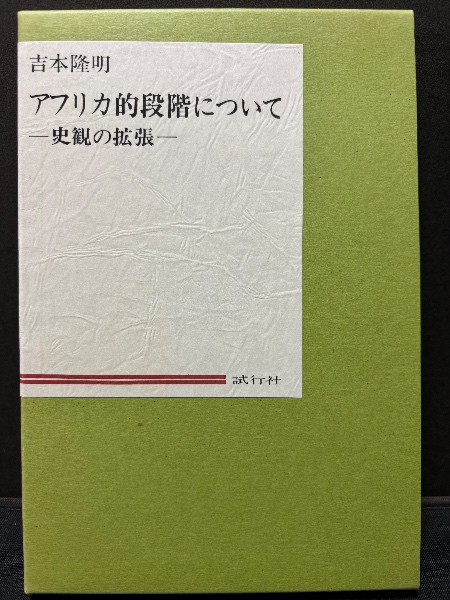 吉本隆明
アフリカ的段階について
―史観の拡張―
試行社